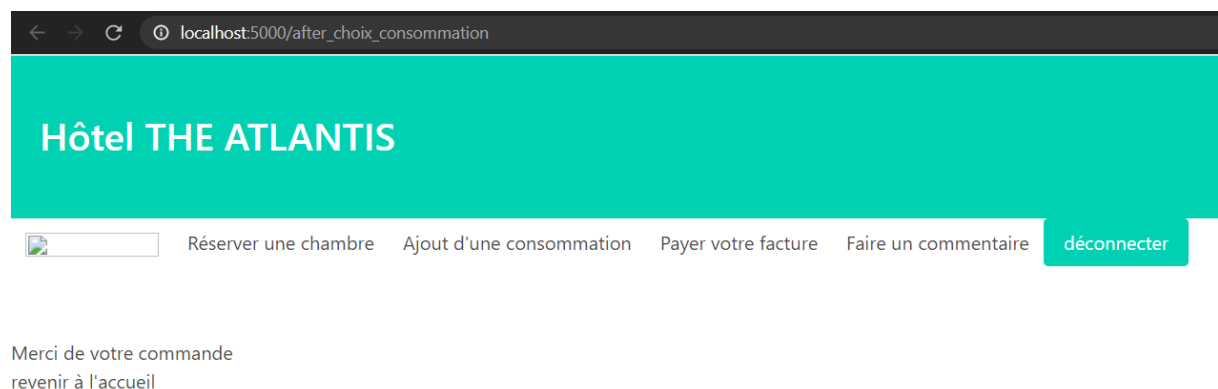 localhost:5000/after_choix_consommation
Hôtel THE ATLANTIS
Réserver une chambre Ajout d'une consommation Payer votre facture Faire un commentaire déconnecter
Merci de votre commande
revenir à l'accueil